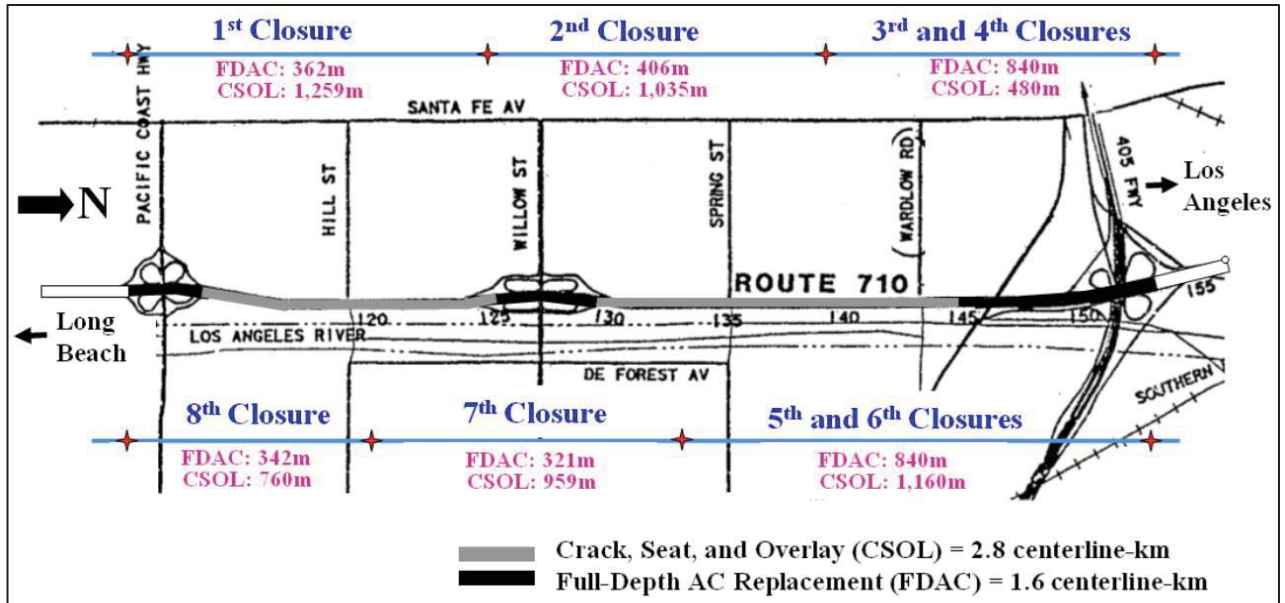 1st Closure
2nd Closure
3rd and 4th Closures
FDAC: 362m
CSOL: 1,259m
FDAC: 406m
CSOL: 1,035m
FDAC: 840m
CSOL: 480m
PACIFIC COAST HWY
SANTA FE AV
HILL ST
WILLOW ST
SPRING ST
WARDLOW RD
405 FWY
Los
Angeles
N
ROUTE 710
Long
Beach
120
125
130
135
140
145
150
155
LOS ANGELES RIVER
DE FOREST AV
SOUTHERN
8th Closure
7th Closure
5th and 6th Closures
FDAC: 342m
CSOL: 760m
FDAC: 321m
CSOL: 959m
FDAC: 840m
CSOL: 1,160m
Crack, Seat, and Overlay (CSOL) = 2.8 centerline-km
Full-Depth AC Replacement (FDAC) = 1.6 centerline-km